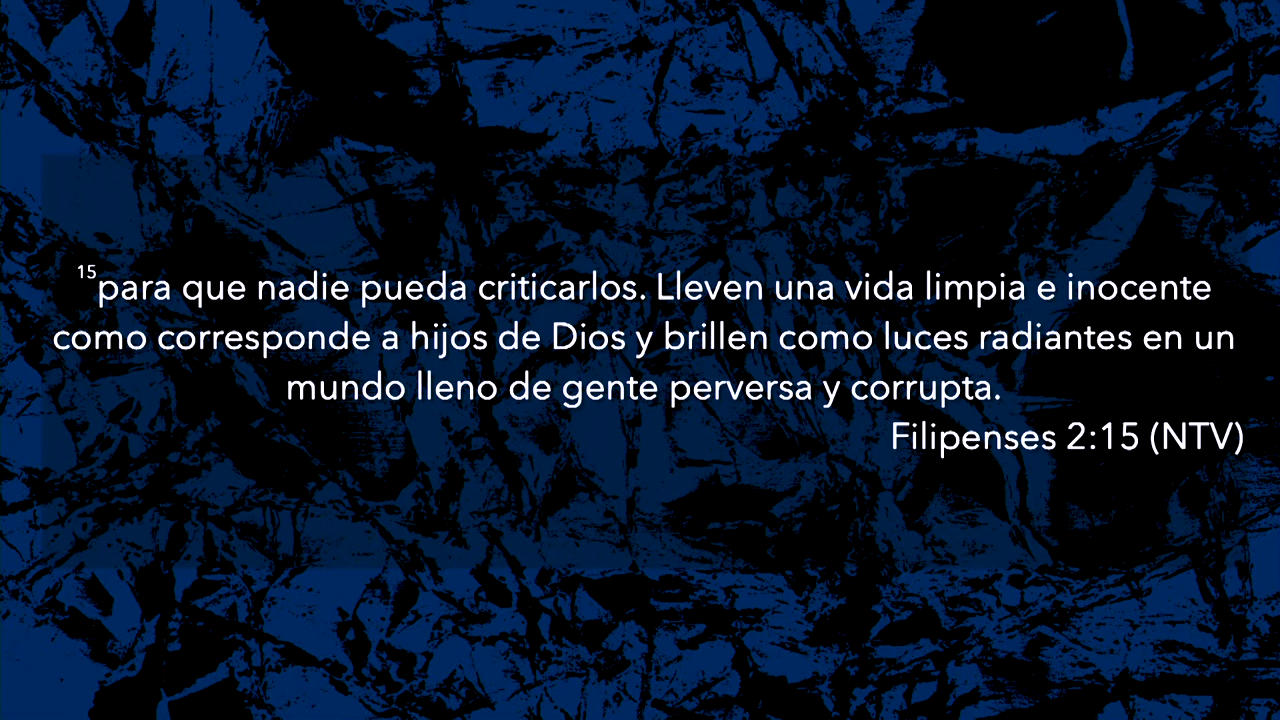 15para que nadie pueda criticarlos. Lleven una vida limpia e inocente
como corresponde a hijos de Dios y brillen como luces radiantes en un
mundo lleno de gente perversa y corrupta.
Filipenses 2:15 (NTV)